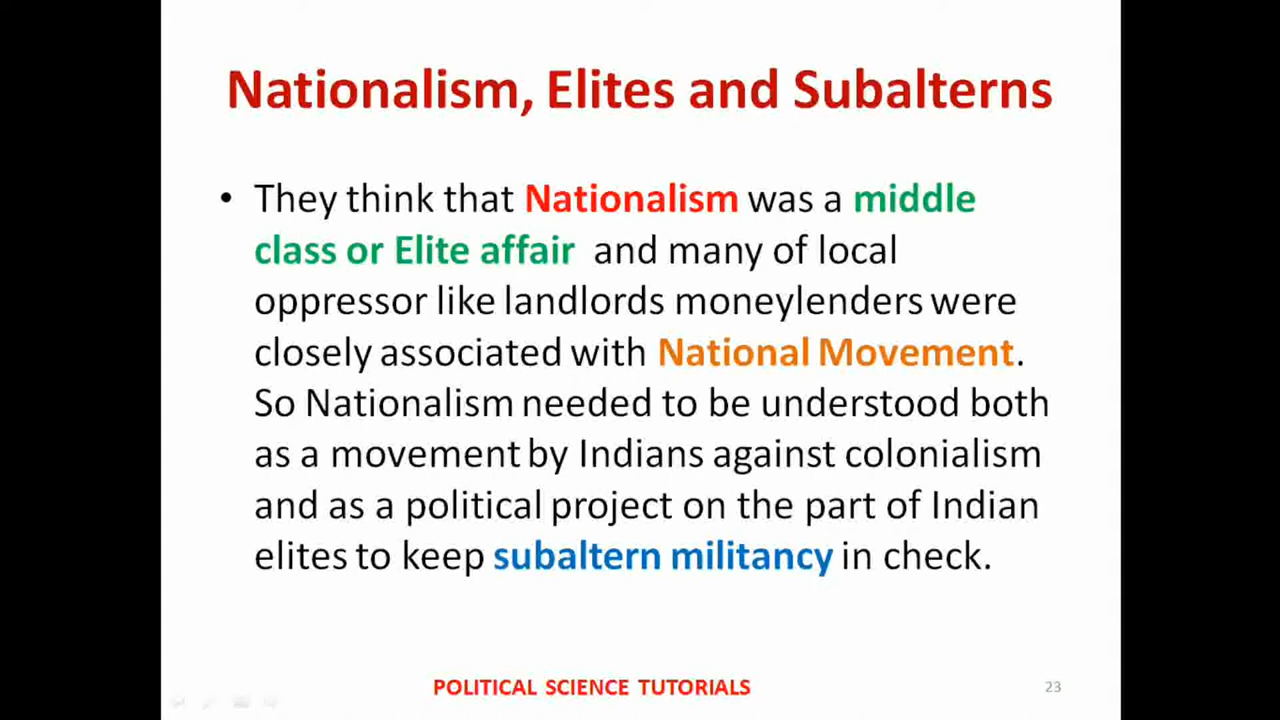 Nationalism, Elites and Subalterns
• They think that Nationalism was a middle
class or Elite affair and many of local
oppressor like landlords moneylenders were
closely associated with National Movement.
So Nationalism needed to be understood both
as a movement by Indians against colonialism
and as a political project on the part of Indian
elites to keep subaltern militancy in check.
POLITICAL SCIENCE TUTORIALS
23